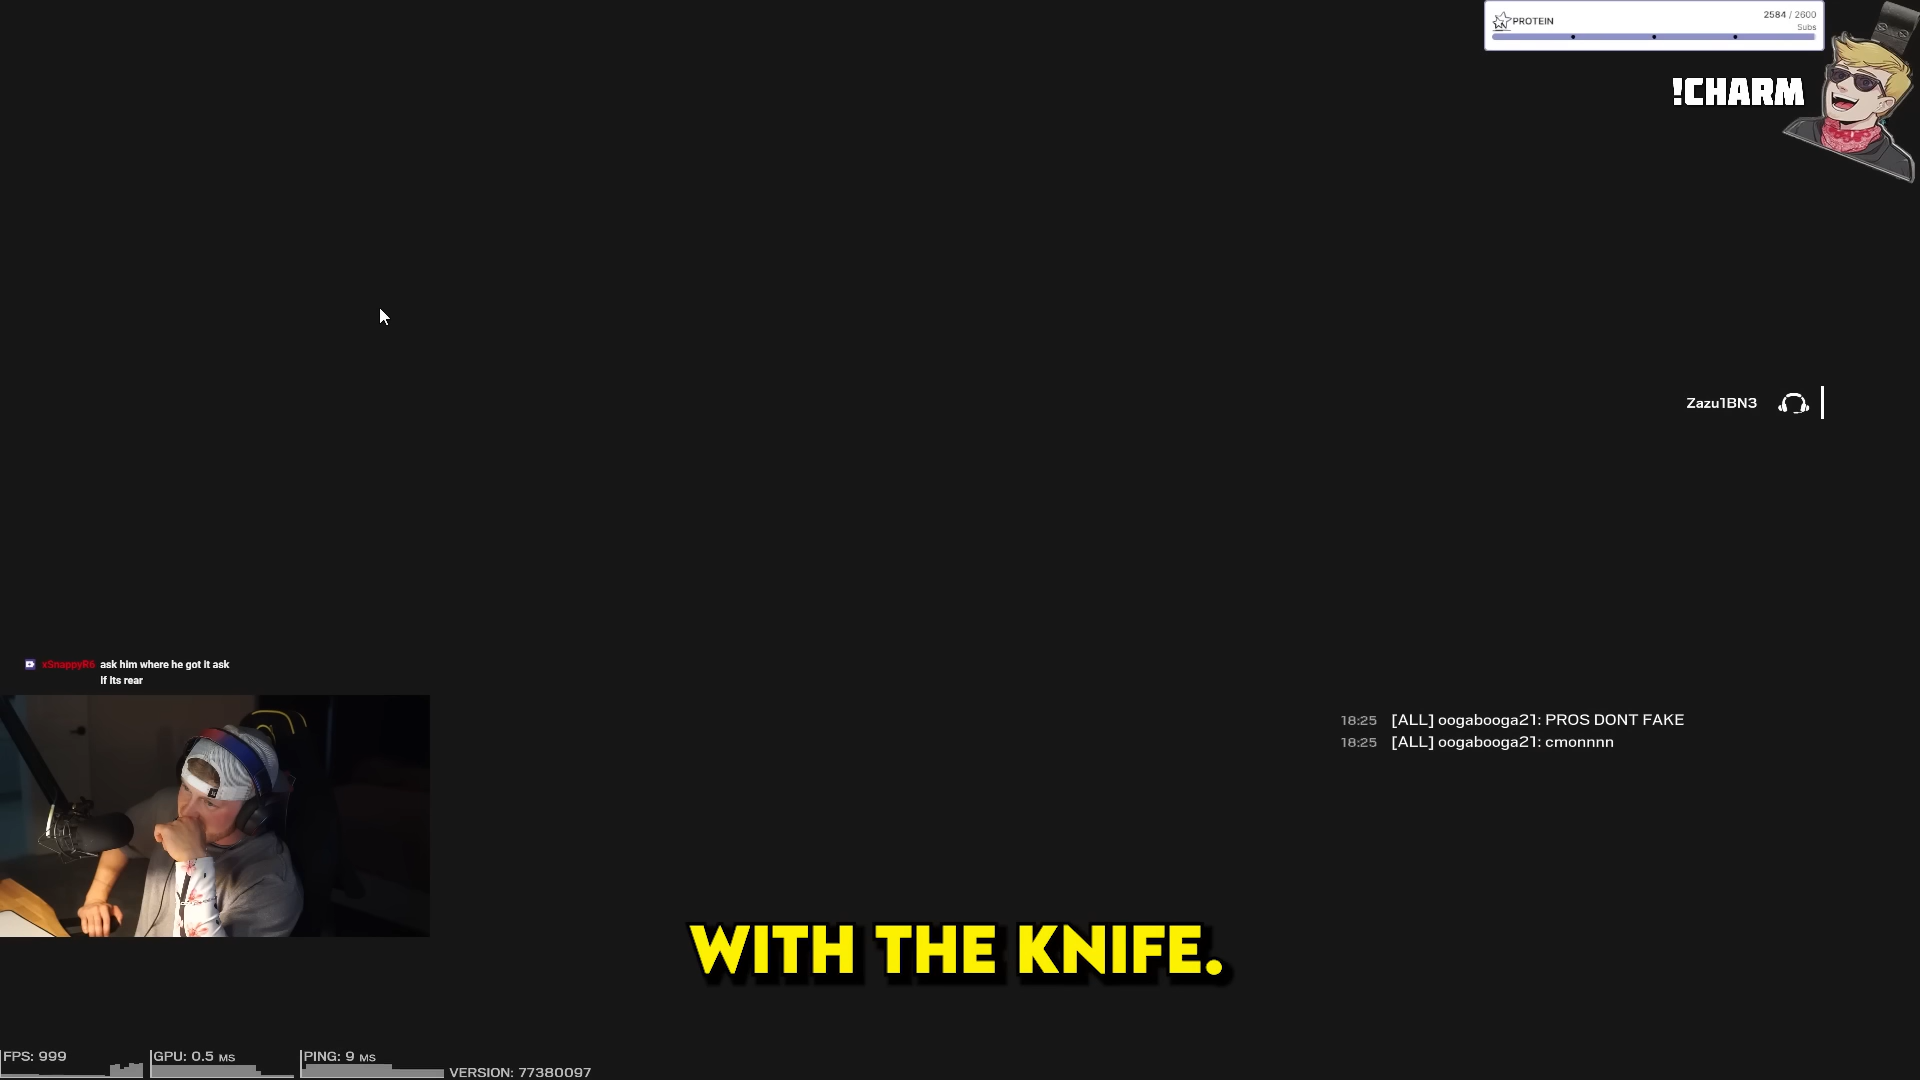 PROTEIN
2584 / 2600
Subs
!CHARM
Zazu1BN3
xSnappyR6 ask him where he got it ask
if its rear
18:25 [ALL] oogabooga21: PROS DONT FAKE
18:25 [ALL] oogabooga21: cmonnnn
WITH THE KNIFE.
FPS: 999
GPU: 0.5 MS
PING: 9 MS
VERSION: 77380097